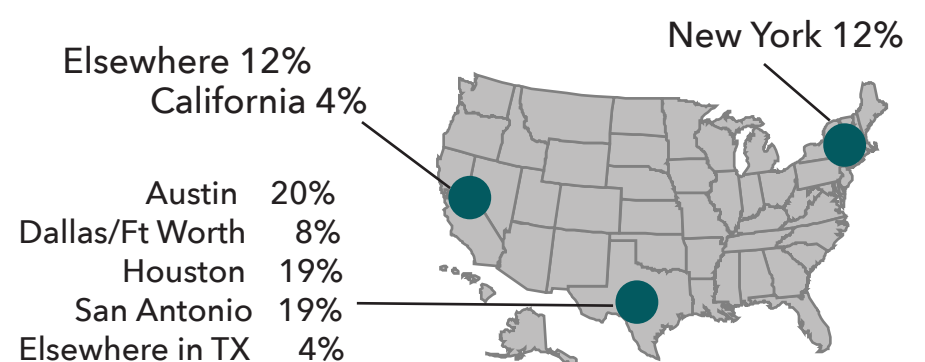 New York 12%
Elsewhere 12%
California 4%
Austin 20%
Dallas/Ft Worth 8%
Houston 19%
San Antonio 19%
Elsewhere in TX 4%